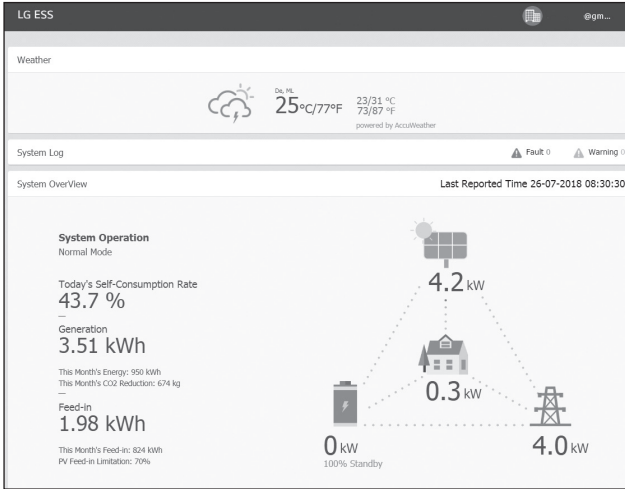 LG ESS
@gm...
Weather
De, ML
25°C/77°F
23/31 °C
73/87 °F
powered by AccuWeather
System Log
Fault 0
Warning 0
System OverView
Last Reported Time 26-07-2018 08:30:30
System Operation
Normal Mode
Today's Self-Consumption Rate
43.7 %
Generation
3.51 kWh
This Month's Energy: 950 kWh
This Month's CO2 Reduction: 674 kg
Feed-in
1.98 kWh
This Month's Feed-in: 824 kWh
PV Feed-in Limitation: 70%
4.2 kW
0.3 kW
0 kW
100% Standby
4.0 kW